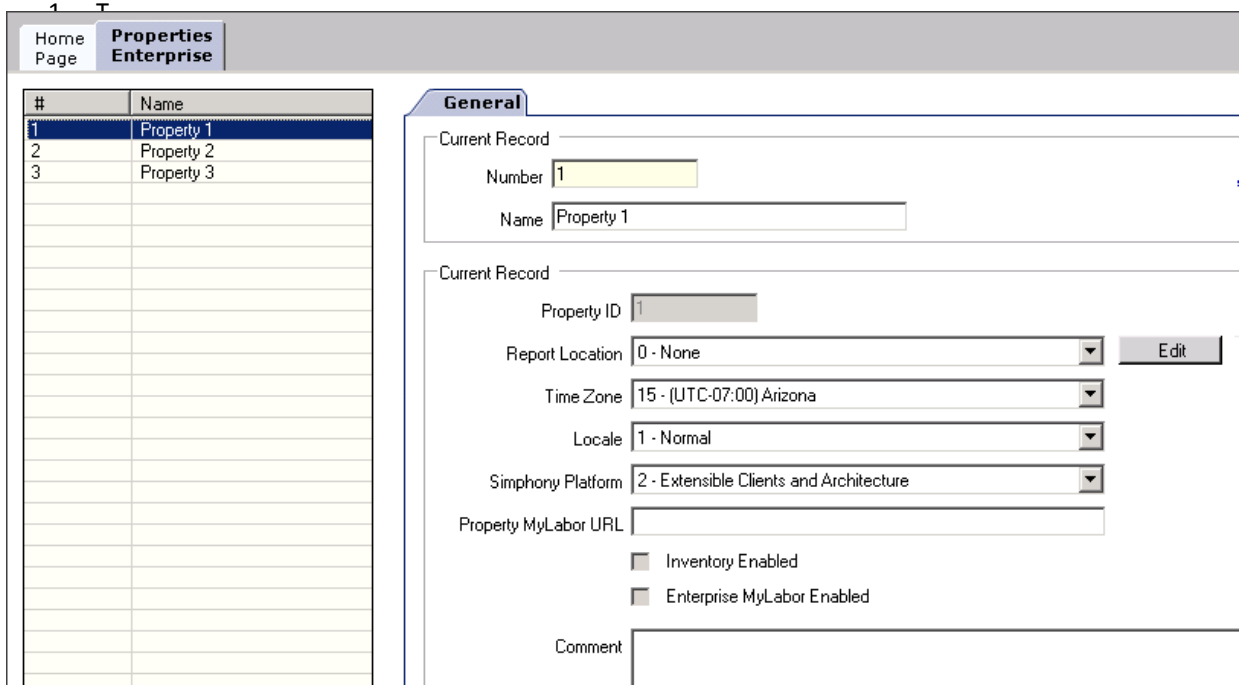 Home Page
Properties Enterprise
# Name
1 Property 1
2 Property 2
3 Property 3
General
Current Record
Number 1
Name Property 1
Current Record
Property ID 1
Report Location 0 - None Edit
Time Zone 15 - (UTC-07:00) Arizona
Locale 1 - Normal
Simphony Platform 2 - Extensible Clients and Architecture
Property MyLabor URL
Inventory Enabled
Enterprise MyLabor Enabled
Comment